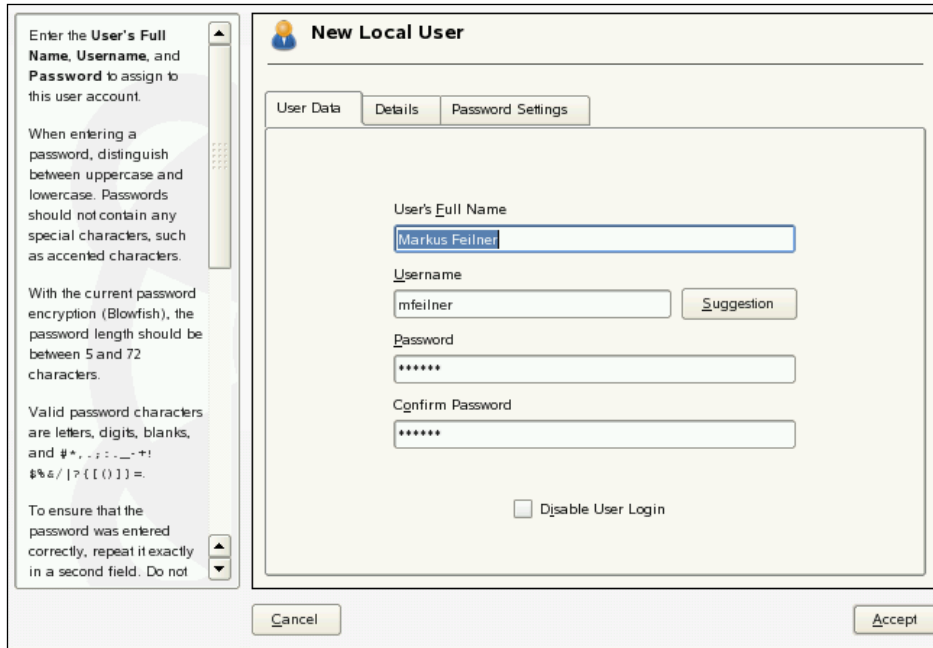 Enter the User's Full
Name, Username, and
Password to assign to
this user account.
When entering a
password, distinguish
between uppercase and
lowercase. Passwords
should not contain any
special characters, such
as accented characters.
With the current password
encryption (Blowfish), the
password length should be
between 5 and 72
characters.
Valid password characters
are letters, digits, blanks,
and #*,.;:._-+!
$%&/|?{[()]}=.
To ensure that the
password was entered
correctly, repeat it exactly
in a second field. Do not
New Local User
User Data Details Password Settings
User's Full Name
Markus Feilner
Username
mfeilner Suggestion
Password
******
Confirm Password
******
Disable User Login
Cancel Accept